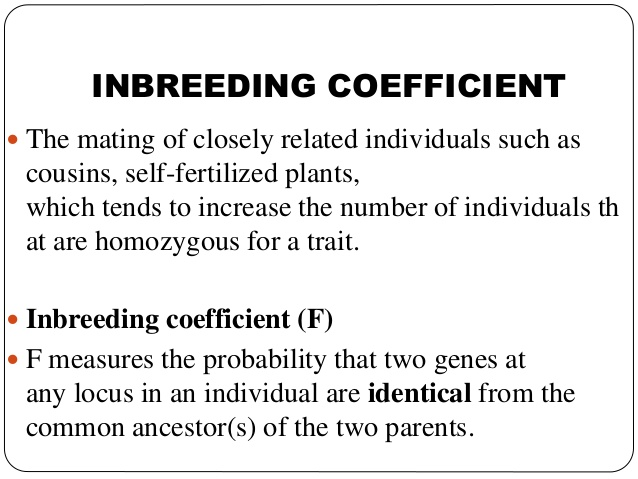 INBREEDING COEFFICIENT
• The mating of closely related individuals such as
cousins, self-fertilized plants,
which tends to increase the number of individuals th
at are homozygous for a trait.
• Inbreeding coefficient (F)
• F measures the probability that two genes at
any locus in an individual are identical from the
common ancestor(s) of the two parents.